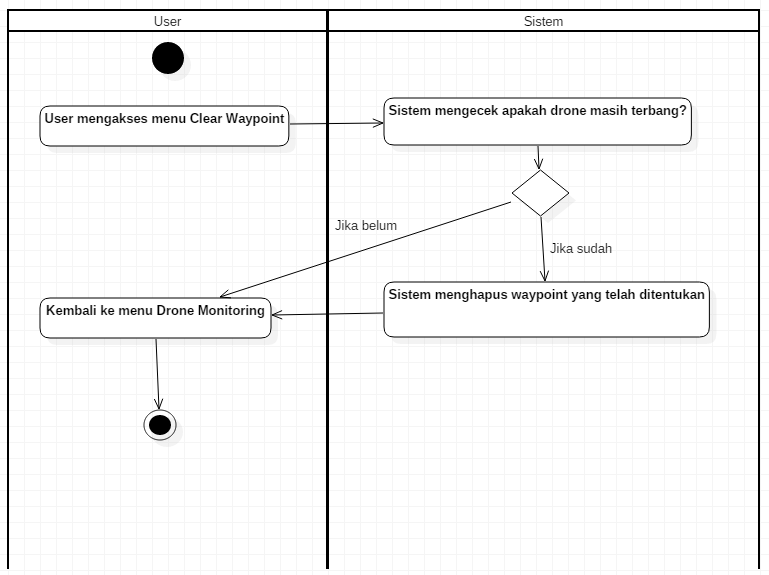 User
Sistem
User mengakses menu Clear Waypoint
Sistem mengecek apakah drone masih terbang?
Jika belum
Jika sudah
Kembali ke menu Drone Monitoring
Sistem menghapus waypoint yang telah ditentukan